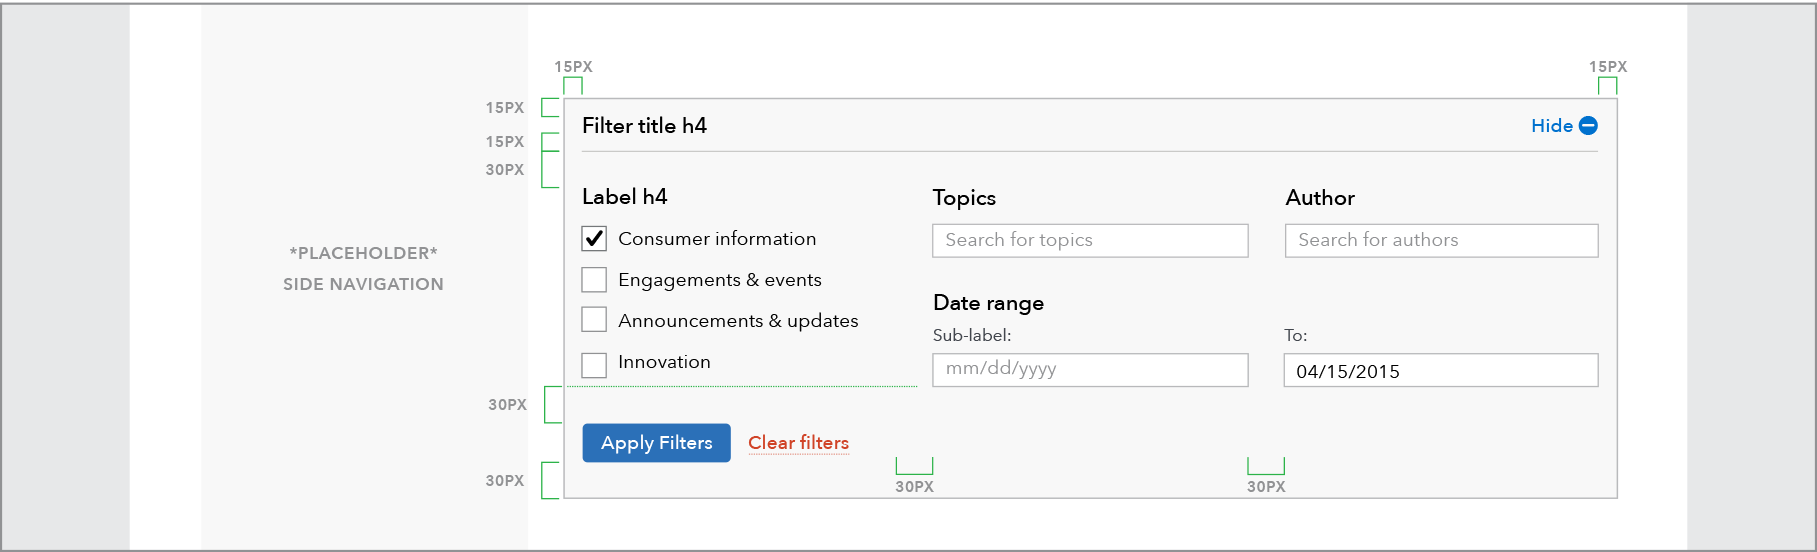 15PX
15PX
15PX
Filter title h4
Hide
15PX
30PX
Label h4
Topics
Author
Consumer information
Search for topics
Search for authors
*PLACEHOLDER*
SIDE NAVIGATION
Engagements & events
Date range
Announcements & updates
Sub-label:
To:
Innovation
mm/dd/yyyy
04/15/2015
30PX
Apply Filters
Clear filters
30PX
30PX
30PX